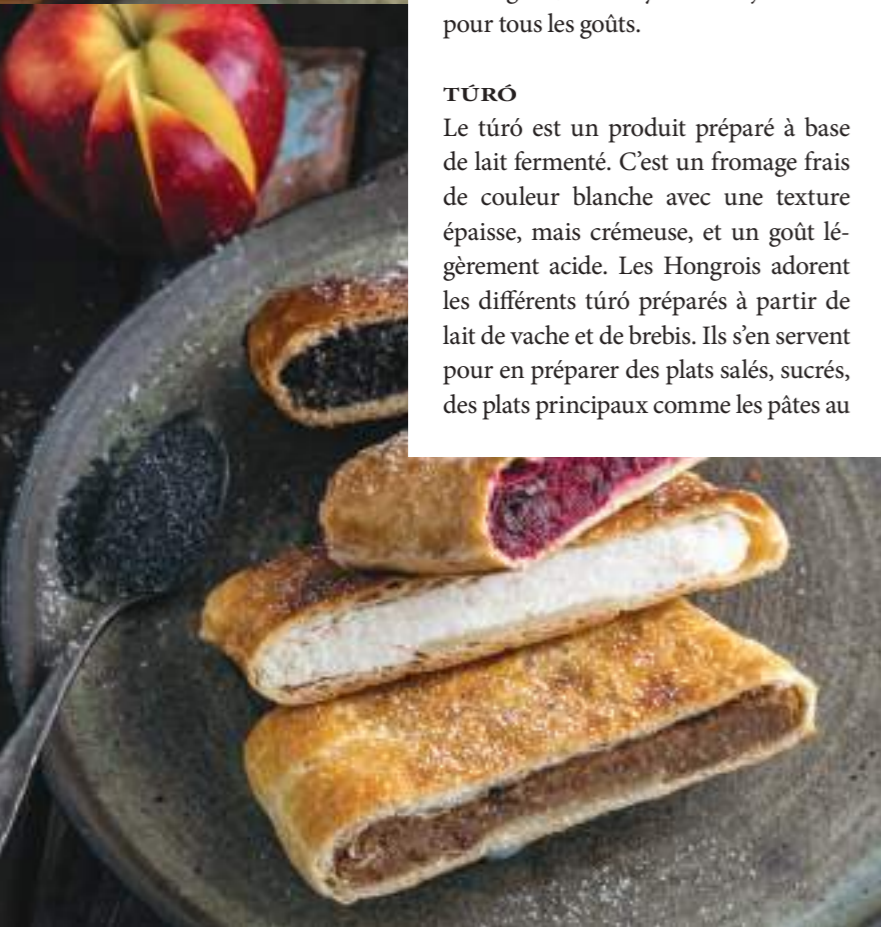 pour tous les goûts.
TÚRÓ
Le túró est un produit préparé à base
de lait fermenté. C’est un fromage frais
de couleur blanche avec une texture
épaisse, mais crémeuse, et un goût lé-
gèrement acide. Les Hongrois adorent
les différents túró préparés à partir de
lait de vache et de brebis. Ils s’en servent
pour en préparer des plats salés, sucrés,
des plats principaux comme les pâtes au